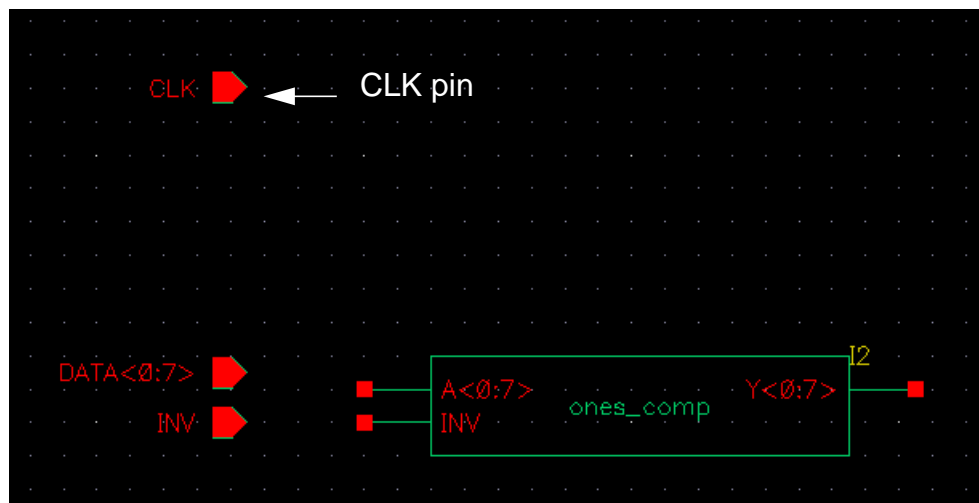 CLK
CLK pin
I2
DATA<0:7>
A<0:7>
Y<0:7>
ones_comp
INV
INV